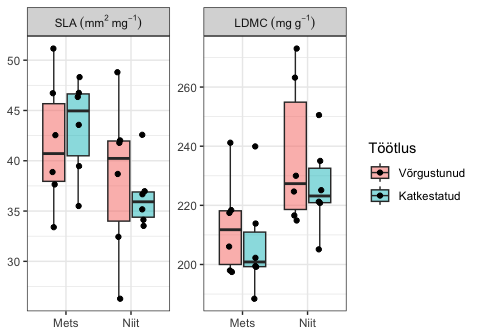 SLA (mm² mg⁻¹)
LDMC (mg g⁻¹)
50
45
40
35
30
260
240
220
200
Mets
Niit
Mets
Niit
Töötlus
Võrgustunud
Katkestatud